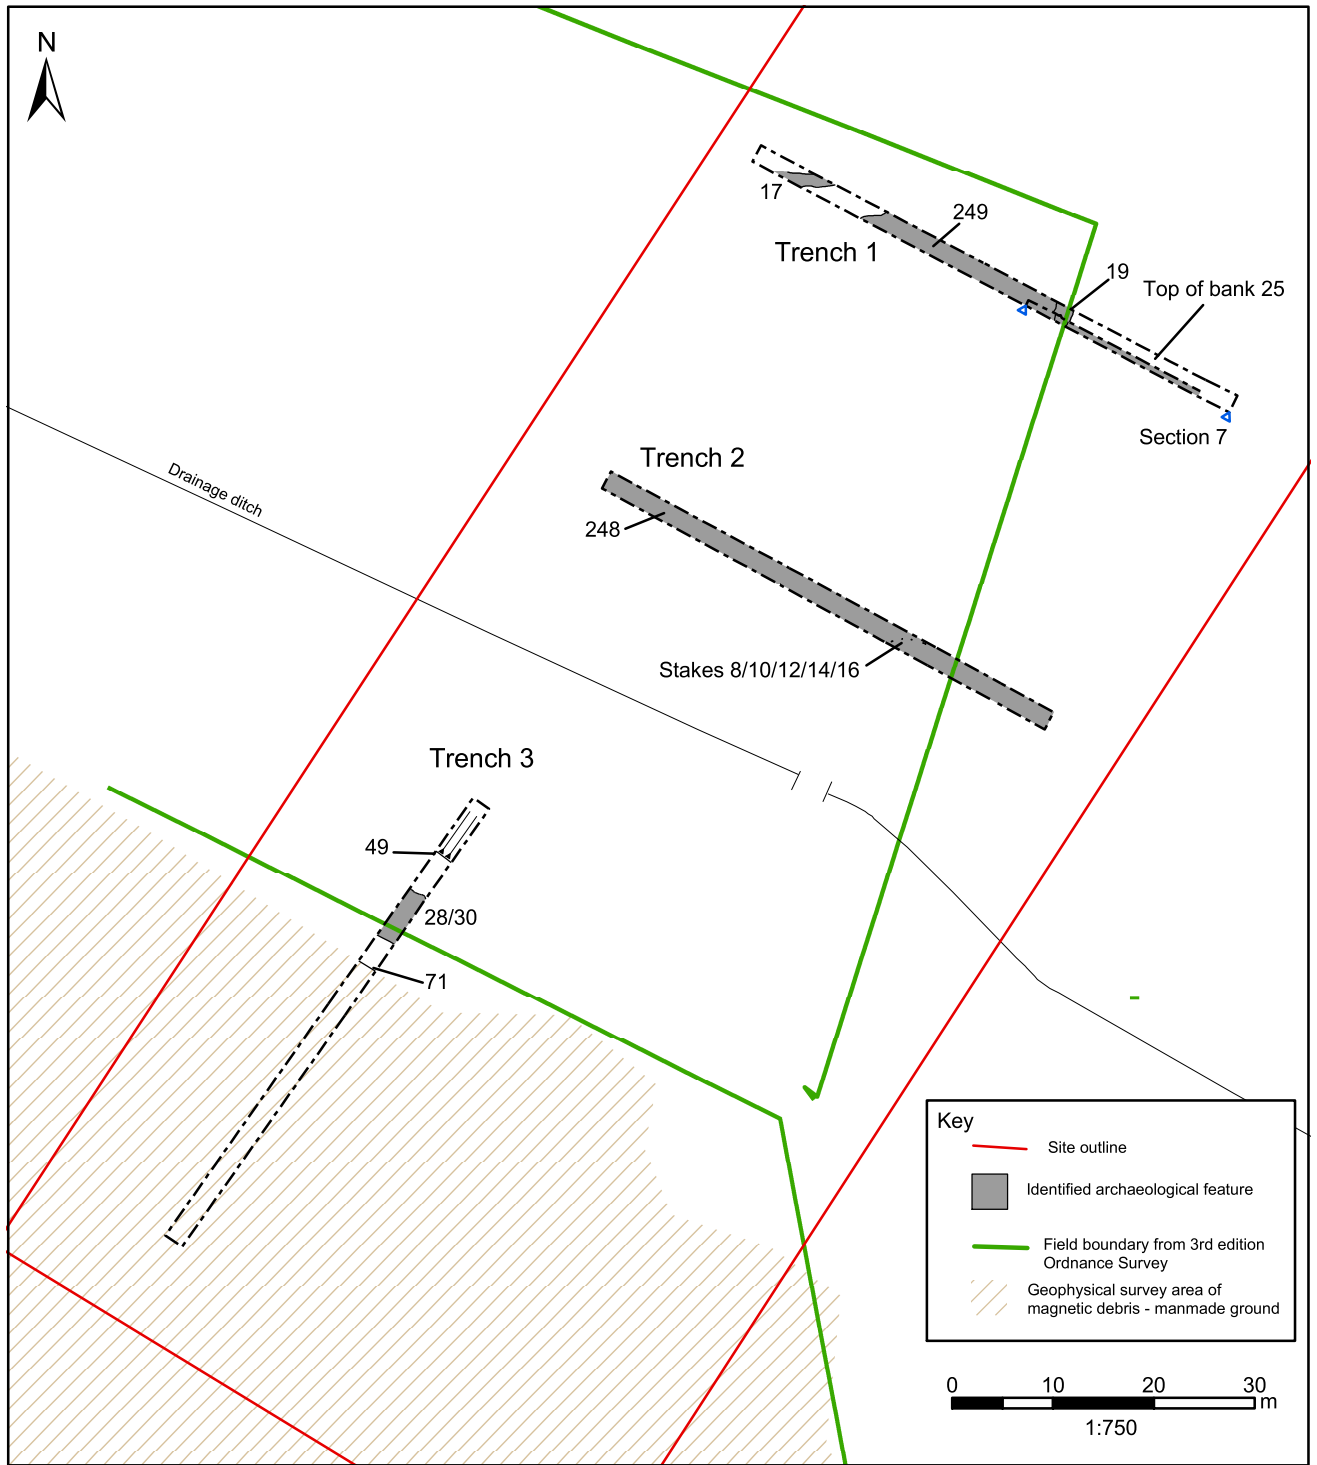 N
17
249
Trench 1
19
Top of bank 25
Section 7
Trench 2
Drainage ditch
248
Stakes 8/10/12/14/16
Trench 3
49
28/30
71
Key
Site outline
Identified archaeological feature
Field boundary from 3rd edition
Ordnance Survey
Geophysical survey area of
magnetic debris - manmade ground
0 10 20 30
m
1:750